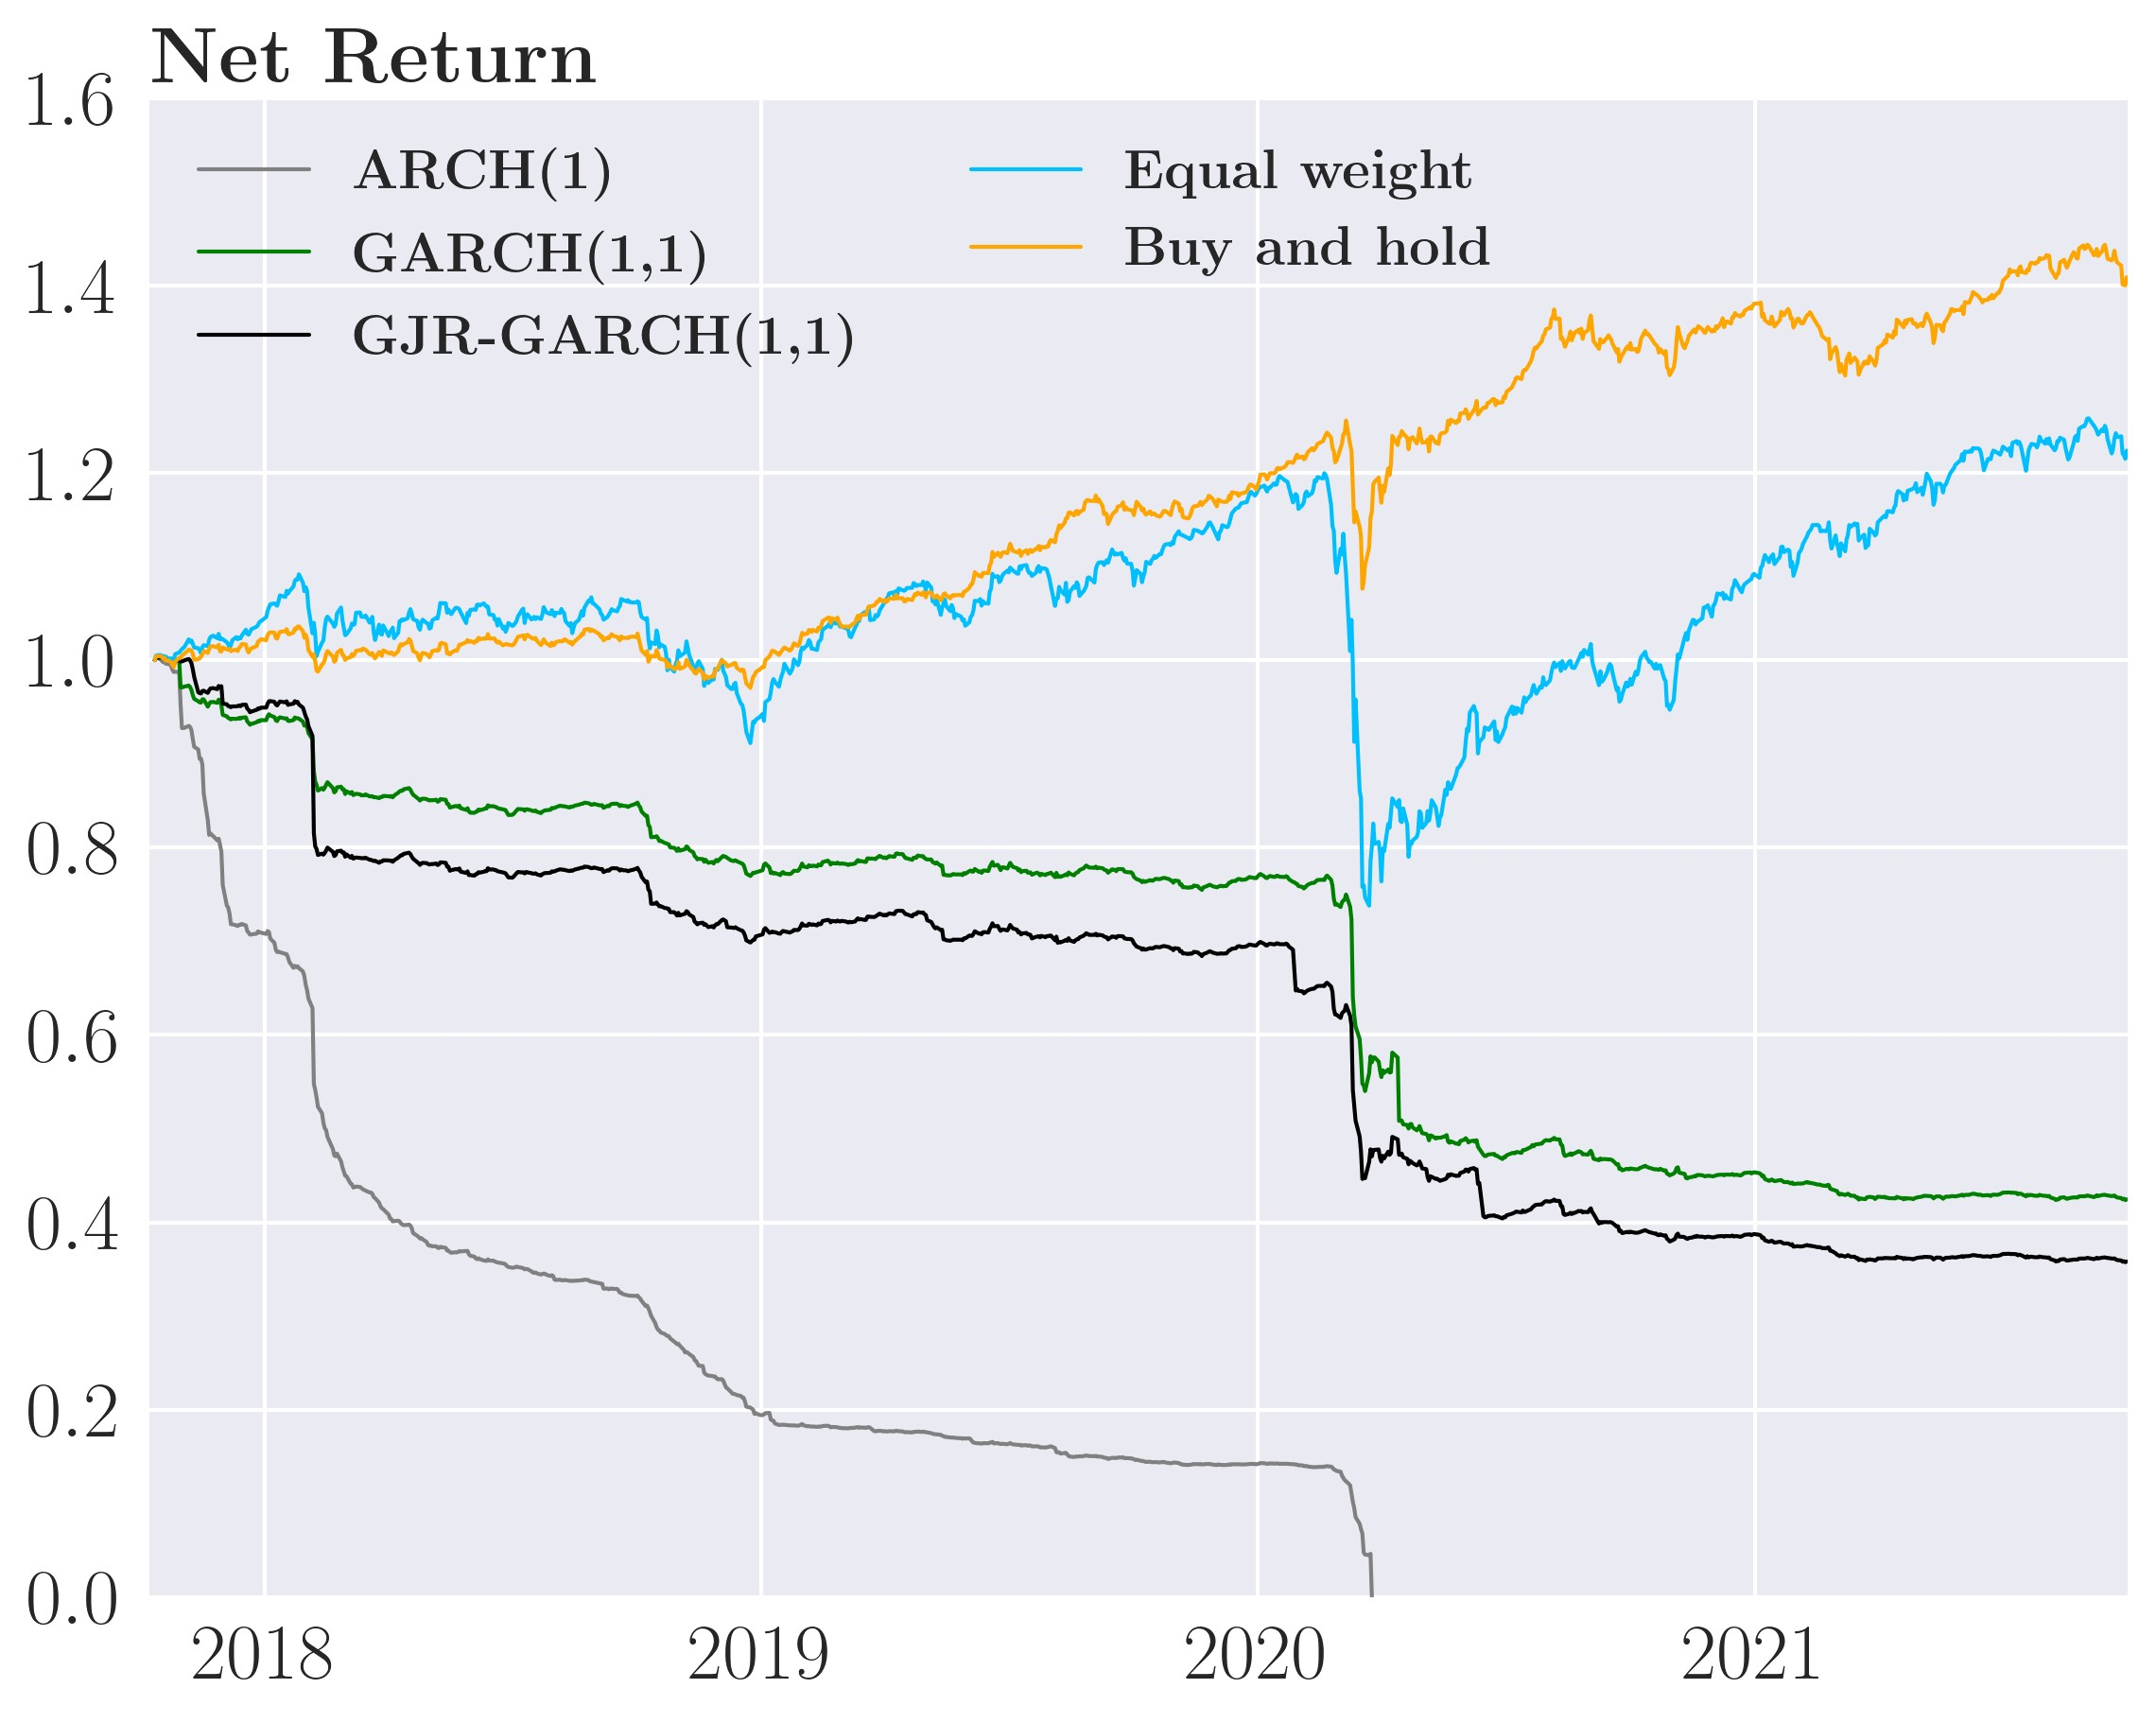 Net Return
1.6
1.4
1.2
1.0
0.8
0.6
0.4
0.2
0.0
ARCH(1)
GARCH(1,1)
GJR-GARCH(1,1)
Equal weight
Buy and hold
2018 2019 2020 2021